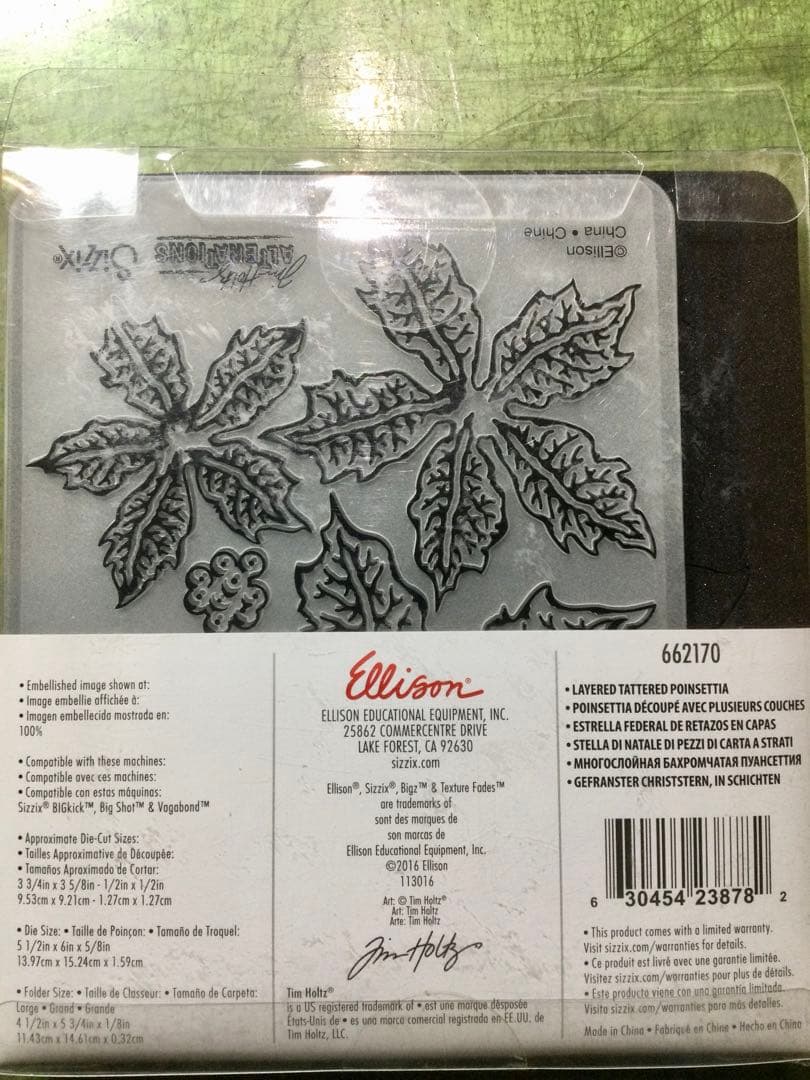 ©Ellison
China • Chine
Tim Holtz
ALTERATIONS
Sizzix®
• Embellished image shown at:
• Image embellie affichée à:
• Imagen embellecida mostrada en:
100%
• Compatible with these machines:
• Compatible avec ces machines:
• Compatible con estas máquinas:
Sizzix® BIGkick™, Big Shot™ & Vagabond™
• Approximate Die-Cut Sizes:
• Tailles Approximative de Découpée:
• Tamaños Aproximado de Cortar:
3 3/4in x 3 5/8in - 1/2in x 1/2in
9.53cm x 9.21cm - 1.27cm x 1.27cm
• Die Size: • Taille de Poinçon: • Tamaño de Troquel:
5 1/2in x 6in x 5/8in
13.97cm x 15.24cm x 1.59cm
• Folder Size: • Taille de Classeur: • Tamaño de Carpeta:
Large • Grand • Grande
4 1/2in x 5 3/4in x 1/8in
11.43cm x 14.61cm x 0.32cm
Ellison®
ELLISON EDUCATIONAL EQUIPMENT, INC.
25862 COMMERCENTRE DRIVE
LAKE FOREST, CA 92630
sizzix.com
Ellison®, Sizzix®, Bigz™ & Texture Fades™
are trademarks of
sont des marques de
son marcas de
Ellison Educational Equipment, Inc.
©2016 Ellison
113016
Art: © Tim Holtz®
Art: Tim Holtz
Arte: Tim Holtz
Tim Holtz
Tim Holtz®
is a US registered trademark of • est une marque désposée
États-Unis de • es una marca comercial registrada en EE.UU. de
Tim Holtz, LLC.
662170
• LAYERED TATTERED POINSETTIA
• POINSETTIA DÉCOUPÉ AVEC PLUSIEURS COUCHES
• ESTRELLA FEDERAL DE RETAZOS EN CAPAS
• STELLA DI NATALE DI PEZZI DI CARTA A STRATI
• МНОГОСЛОЙНАЯ БАХРОМЧАТАЯ ПУАНСЕТТИЯ
• GEFRANSTER CHRISTSTERN, IN SCHICHTEN
6 30454 23878 2
• This product comes with a limited warranty.
Visit sizzix.com/warranties for details.
• Ce produit est livré avec une garantie limitée.
Visitez sizzix.com/warranties pour plus de détails.
• Este producto viene con una garantía limitada.
Visita sizzix.com/warranties para más detalles.
Made in China • Fabriqué en Chine • Hecho en China